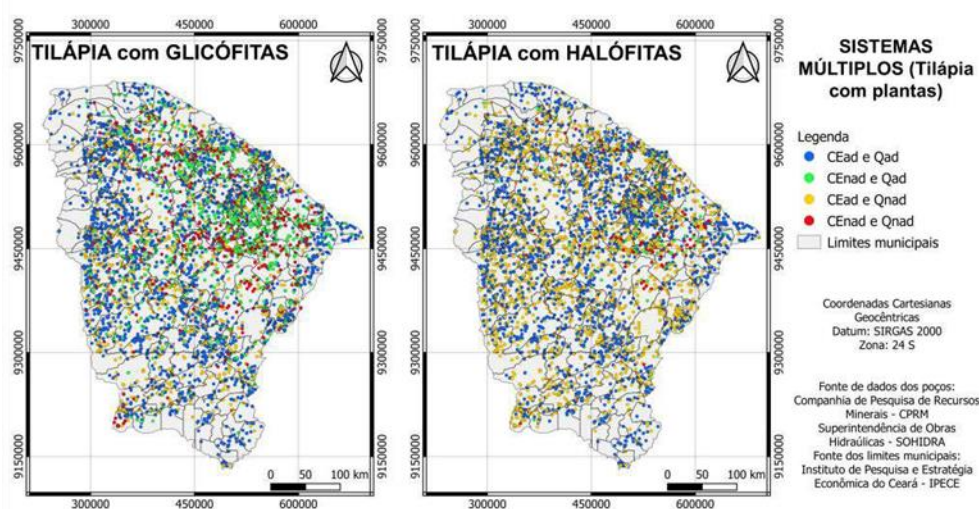 300000 450000 600000
300000 450000 600000
TILÁPIA com GLICÓFITAS
TILÁPIA com HALÓFITAS
9750000
9600000
9450000
9300000
9150000
9750000
9600000
9450000
9300000
9150000
0 50 100 km
0 50 100 km
300000 450000 600000
300000 450000 600000
SISTEMAS
MÚLTIPLOS (Tilápia
com plantas)
Legenda
CEad e Qad
CEnad e Qad
CEad e Qnad
CEnad e Qnad
Limites municipais
Coordenadas Cartesianas
Geocêntricas
Datum: SIRGAS 2000
Zona: 24 S
Fonte de dados dos poços:
Companhia de Pesquisa de Recursos
Minerais - CPRM
Superintendência de Obras
Hidraúlicas - SOHIDRA
Fonte dos limites municipais:
Instituto de Pesquisa e Estratégia
Econômica do Ceará - IPECE